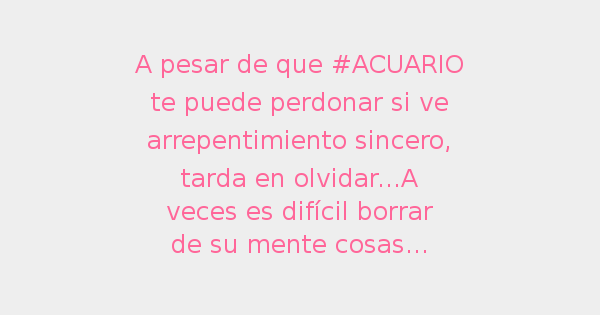 A pesar de que #ACUARIO
te puede perdonar si ve
arrepentimiento sincero,
tarda en olvidar...A
veces es difícil borrar
de su mente cosas...